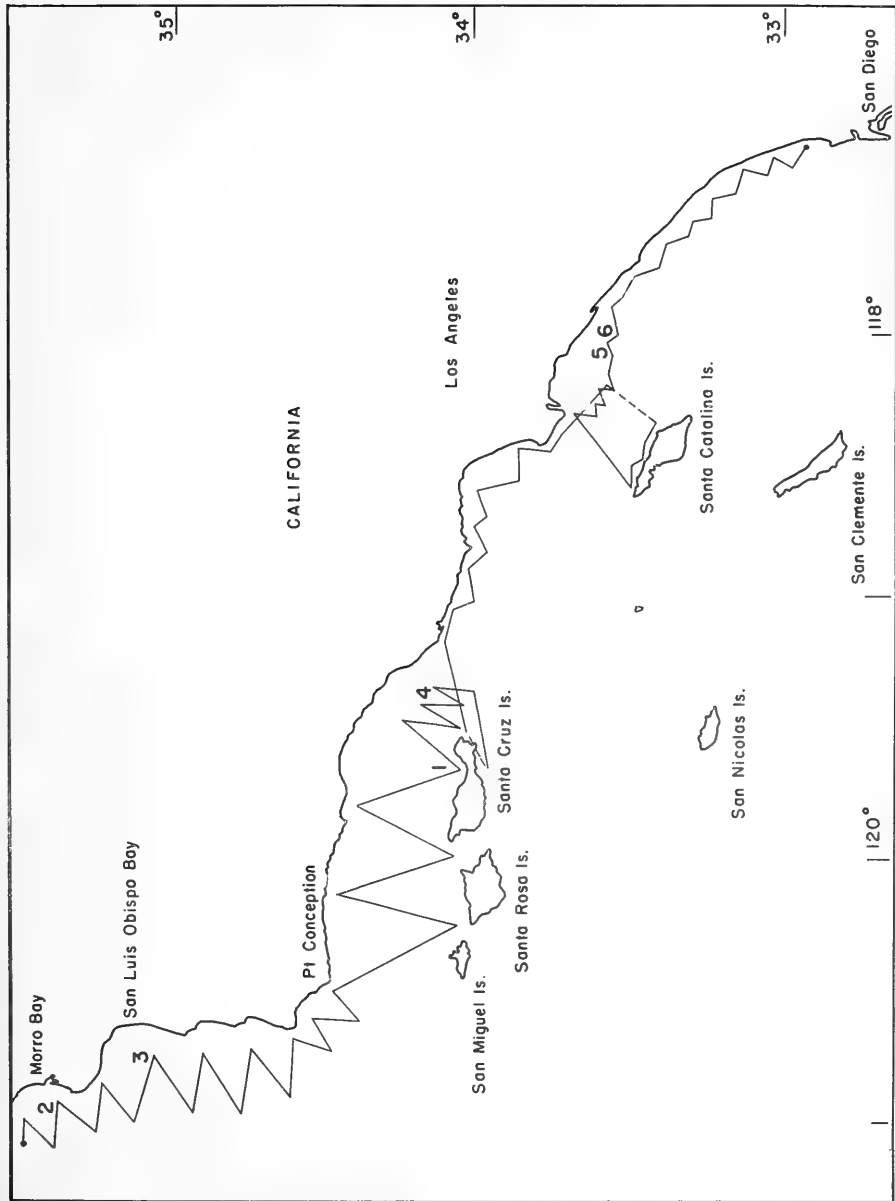 Morro Bay
San Luis Obispo Bay
35°
2
3
Pt Conception
CALIFORNIA
San Miguel Is.
Santa Rosa Is.
Santa Cruz Is.
1
4
34°
Los Angeles
5 6
Santa Catalina Is.
San Nicolas Is.
San Clemente Is.
33°
San Diego
120°
118°